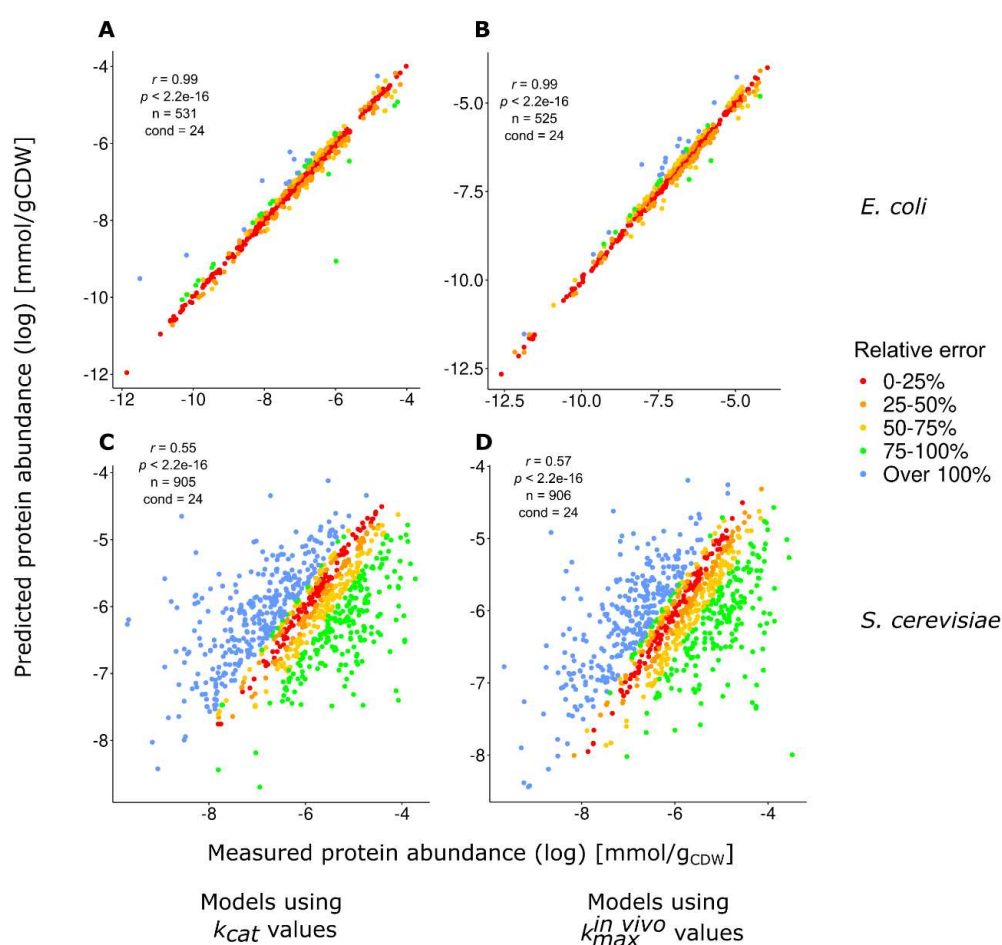 A
r = 0.99
p < 2.2e-16
n = 531
cond = 24
-4
-6
-8
-10
-12
-12
-10
-8
-6
-4
B
r = 0.99
p < 2.2e-16
n = 525
cond = 24
-5.0
-7.5
-10.0
-12.5
-12.5
-10.0
-7.5
-5.0
E. coli
Predicted protein abundance (log) [mmol/gCDW]
Relative error
0-25%
25-50%
50-75%
75-100%
Over 100%
C
r = 0.55
p < 2.2e-16
n = 905
cond = 24
-4
-5
-6
-7
-8
-8
-6
-4
D
r = 0.57
p < 2.2e-16
n = 906
cond = 24
-4
-5
-6
-7
-8
-8
-6
-4
S. cerevisiae
Measured protein abundance (log) [mmol/gCDW]
Models using
kcat values
Models using
kmax in vivo values